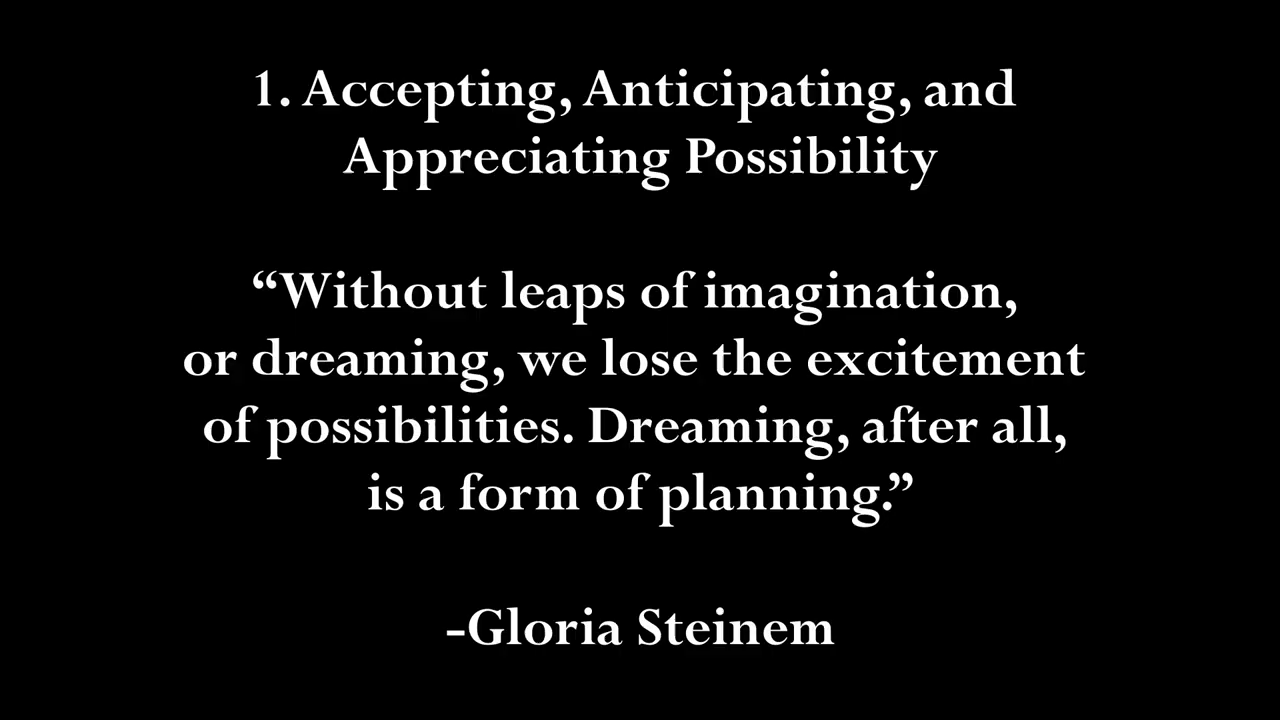 1. Accepting, Anticipating, and
Appreciating Possibility
“Without leaps of imagination,
or dreaming, we lose the excitement
of possibilities. Dreaming, after all,
is a form of planning.”
-Gloria Steinem